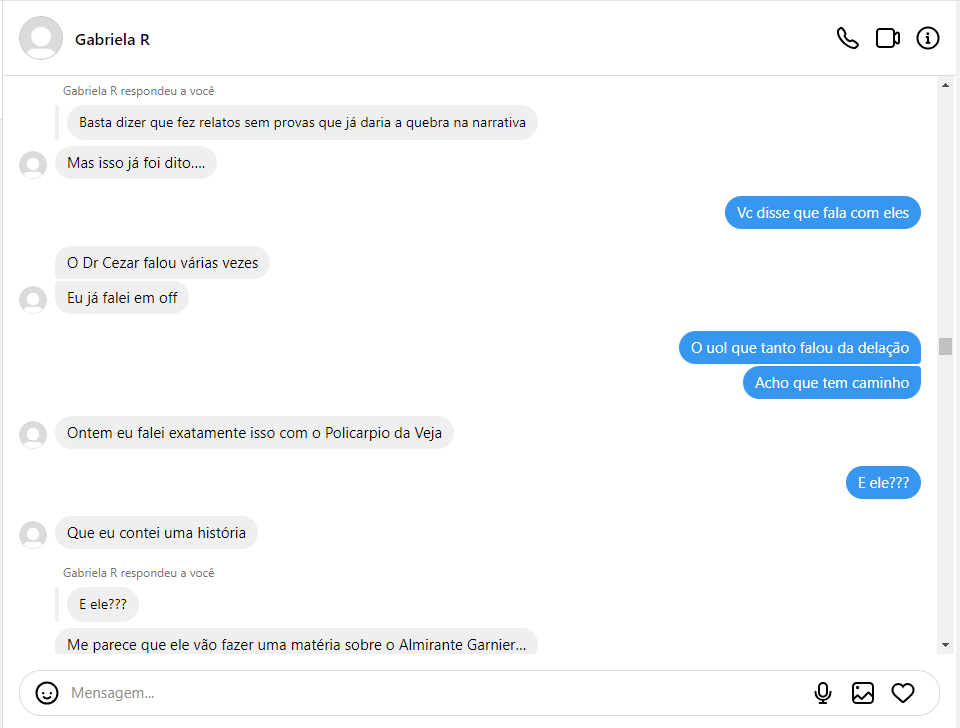 Gabriela R
Gabriela R respondeu a você
Basta dizer que fez relatos sem provas que já daria a quebra na narrativa
Mas isso já foi dito....
Vc disse que fala com eles
O Dr Cezar falou várias vezes
Eu já falei em off
O uol que tanto falou da delação
Acho que tem caminho
Ontem eu falei exatamente isso com o Policarpio da Veja
E ele???
Que eu contei uma história
Gabriela R respondeu a você
E ele???
Me parece que ele vão fazer uma matéria sobre o Almirante Garnier...
Mensagem...